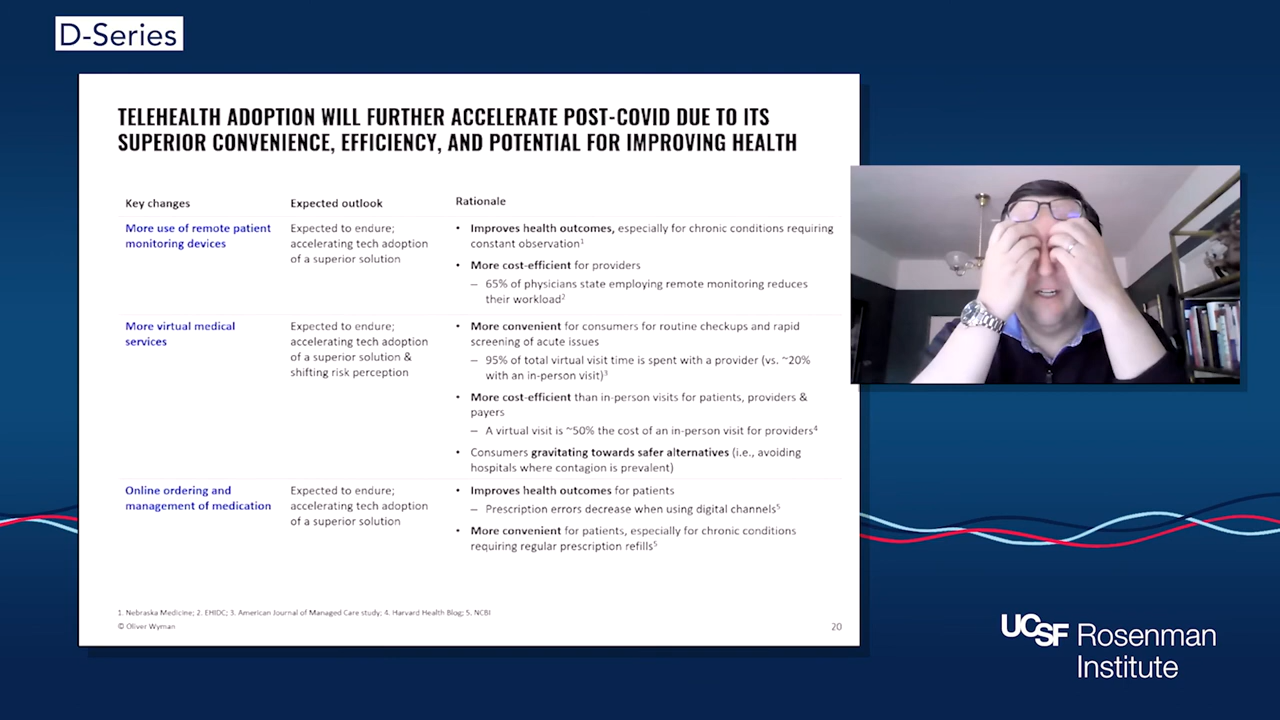 D-Series
TELEHEALTH ADOPTION WILL FURTHER ACCELERATE POST-COVID DUE TO ITS
SUPERIOR CONVENIENCE, EFFICIENCY, AND POTENTIAL FOR IMPROVING HEALTH
Key changes
Expected outlook
Rationale
More use of remote patient
monitoring devices
Expected to endure;
accelerating tech adoption
of a superior solution
• Improves health outcomes, especially for chronic conditions requiring
constant observation¹
• More cost-efficient for providers
– 65% of physicians state employing remote monitoring reduces
their workload²
More virtual medical
services
Expected to endure;
accelerating tech adoption
of a superior solution &
shifting risk perception
• More convenient for consumers for routine checkups and rapid
screening of acute issues
– 95% of total virtual visit time is spent with a provider (vs. ~20%
with an in-person visit)³
• More cost-efficient than in-person visits for patients, providers &
payers
– A virtual visit is ~50% the cost of an in-person visit for providers⁴
• Consumers gravitating towards safer alternatives (i.e., avoiding
hospitals where contagion is prevalent)
Online ordering and
management of medication
Expected to endure;
accelerating tech adoption
of a superior solution
• Improves health outcomes for patients
– Prescription errors decrease when using digital channels⁵
• More convenient for patients, especially for chronic conditions
requiring regular prescription refills⁵
1. Nebraska Medicine; 2. EHIDC; 3. American Journal of Managed Care study; 4. Harvard Health Blog; 5. NCBI
© Oliver Wyman
20
UCSF Rosenman
Institute